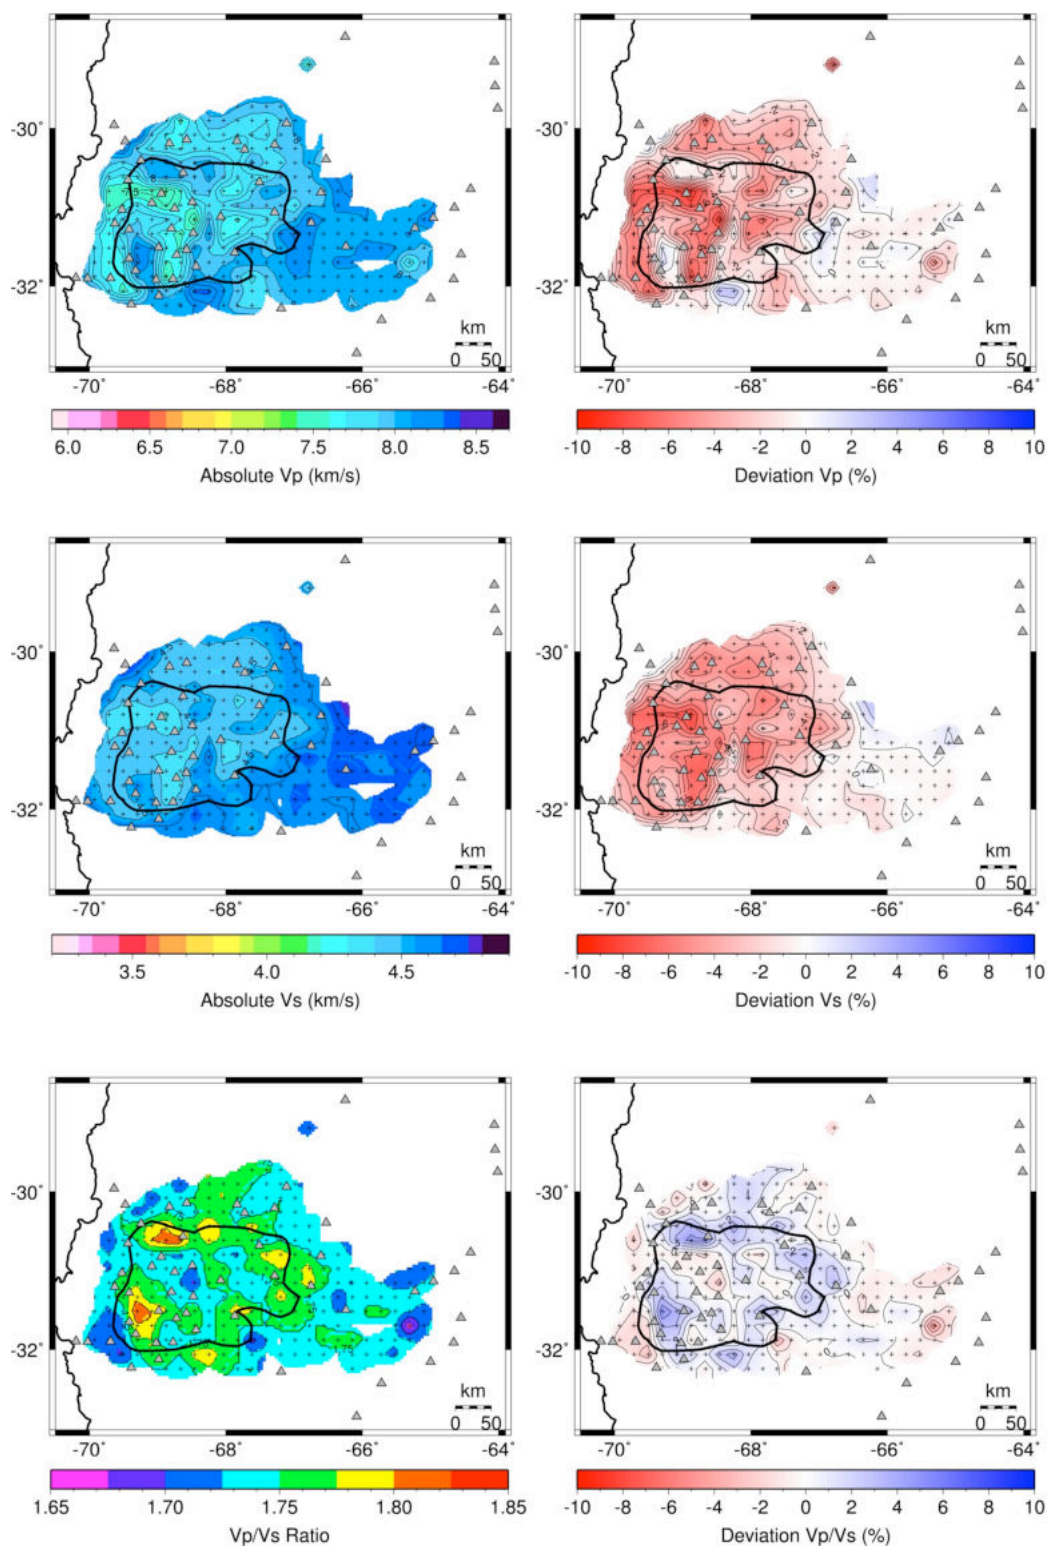 -30° -32°
km km
0 50 0 50
-70° -68° -66° -64° -70° -68° -66° -64°
6.0 6.5 7.0 7.5 8.0 8.5 -10 -8 -6 -4 -2 0 2 4 6 8 10
Absolute Vp (km/s) Deviation Vp (%)
-30° -32°
km km
0 50 0 50
-70° -68° -66° -64° -70° -68° -66° -64°
3.5 4.0 4.5 -10 -8 -6 -4 -2 0 2 4 6 8 10
Absolute Vs (km/s) Deviation Vs (%)
-30° -32°
km km
0 50 0 50
-70° -68° -66° -64° -70° -68° -66° -64°
1.65 1.70 1.75 1.80 1.85 -10 -8 -6 -4 -2 0 2 4 6 8 10
Vp/Vs Ratio Deviation Vp/Vs (%)